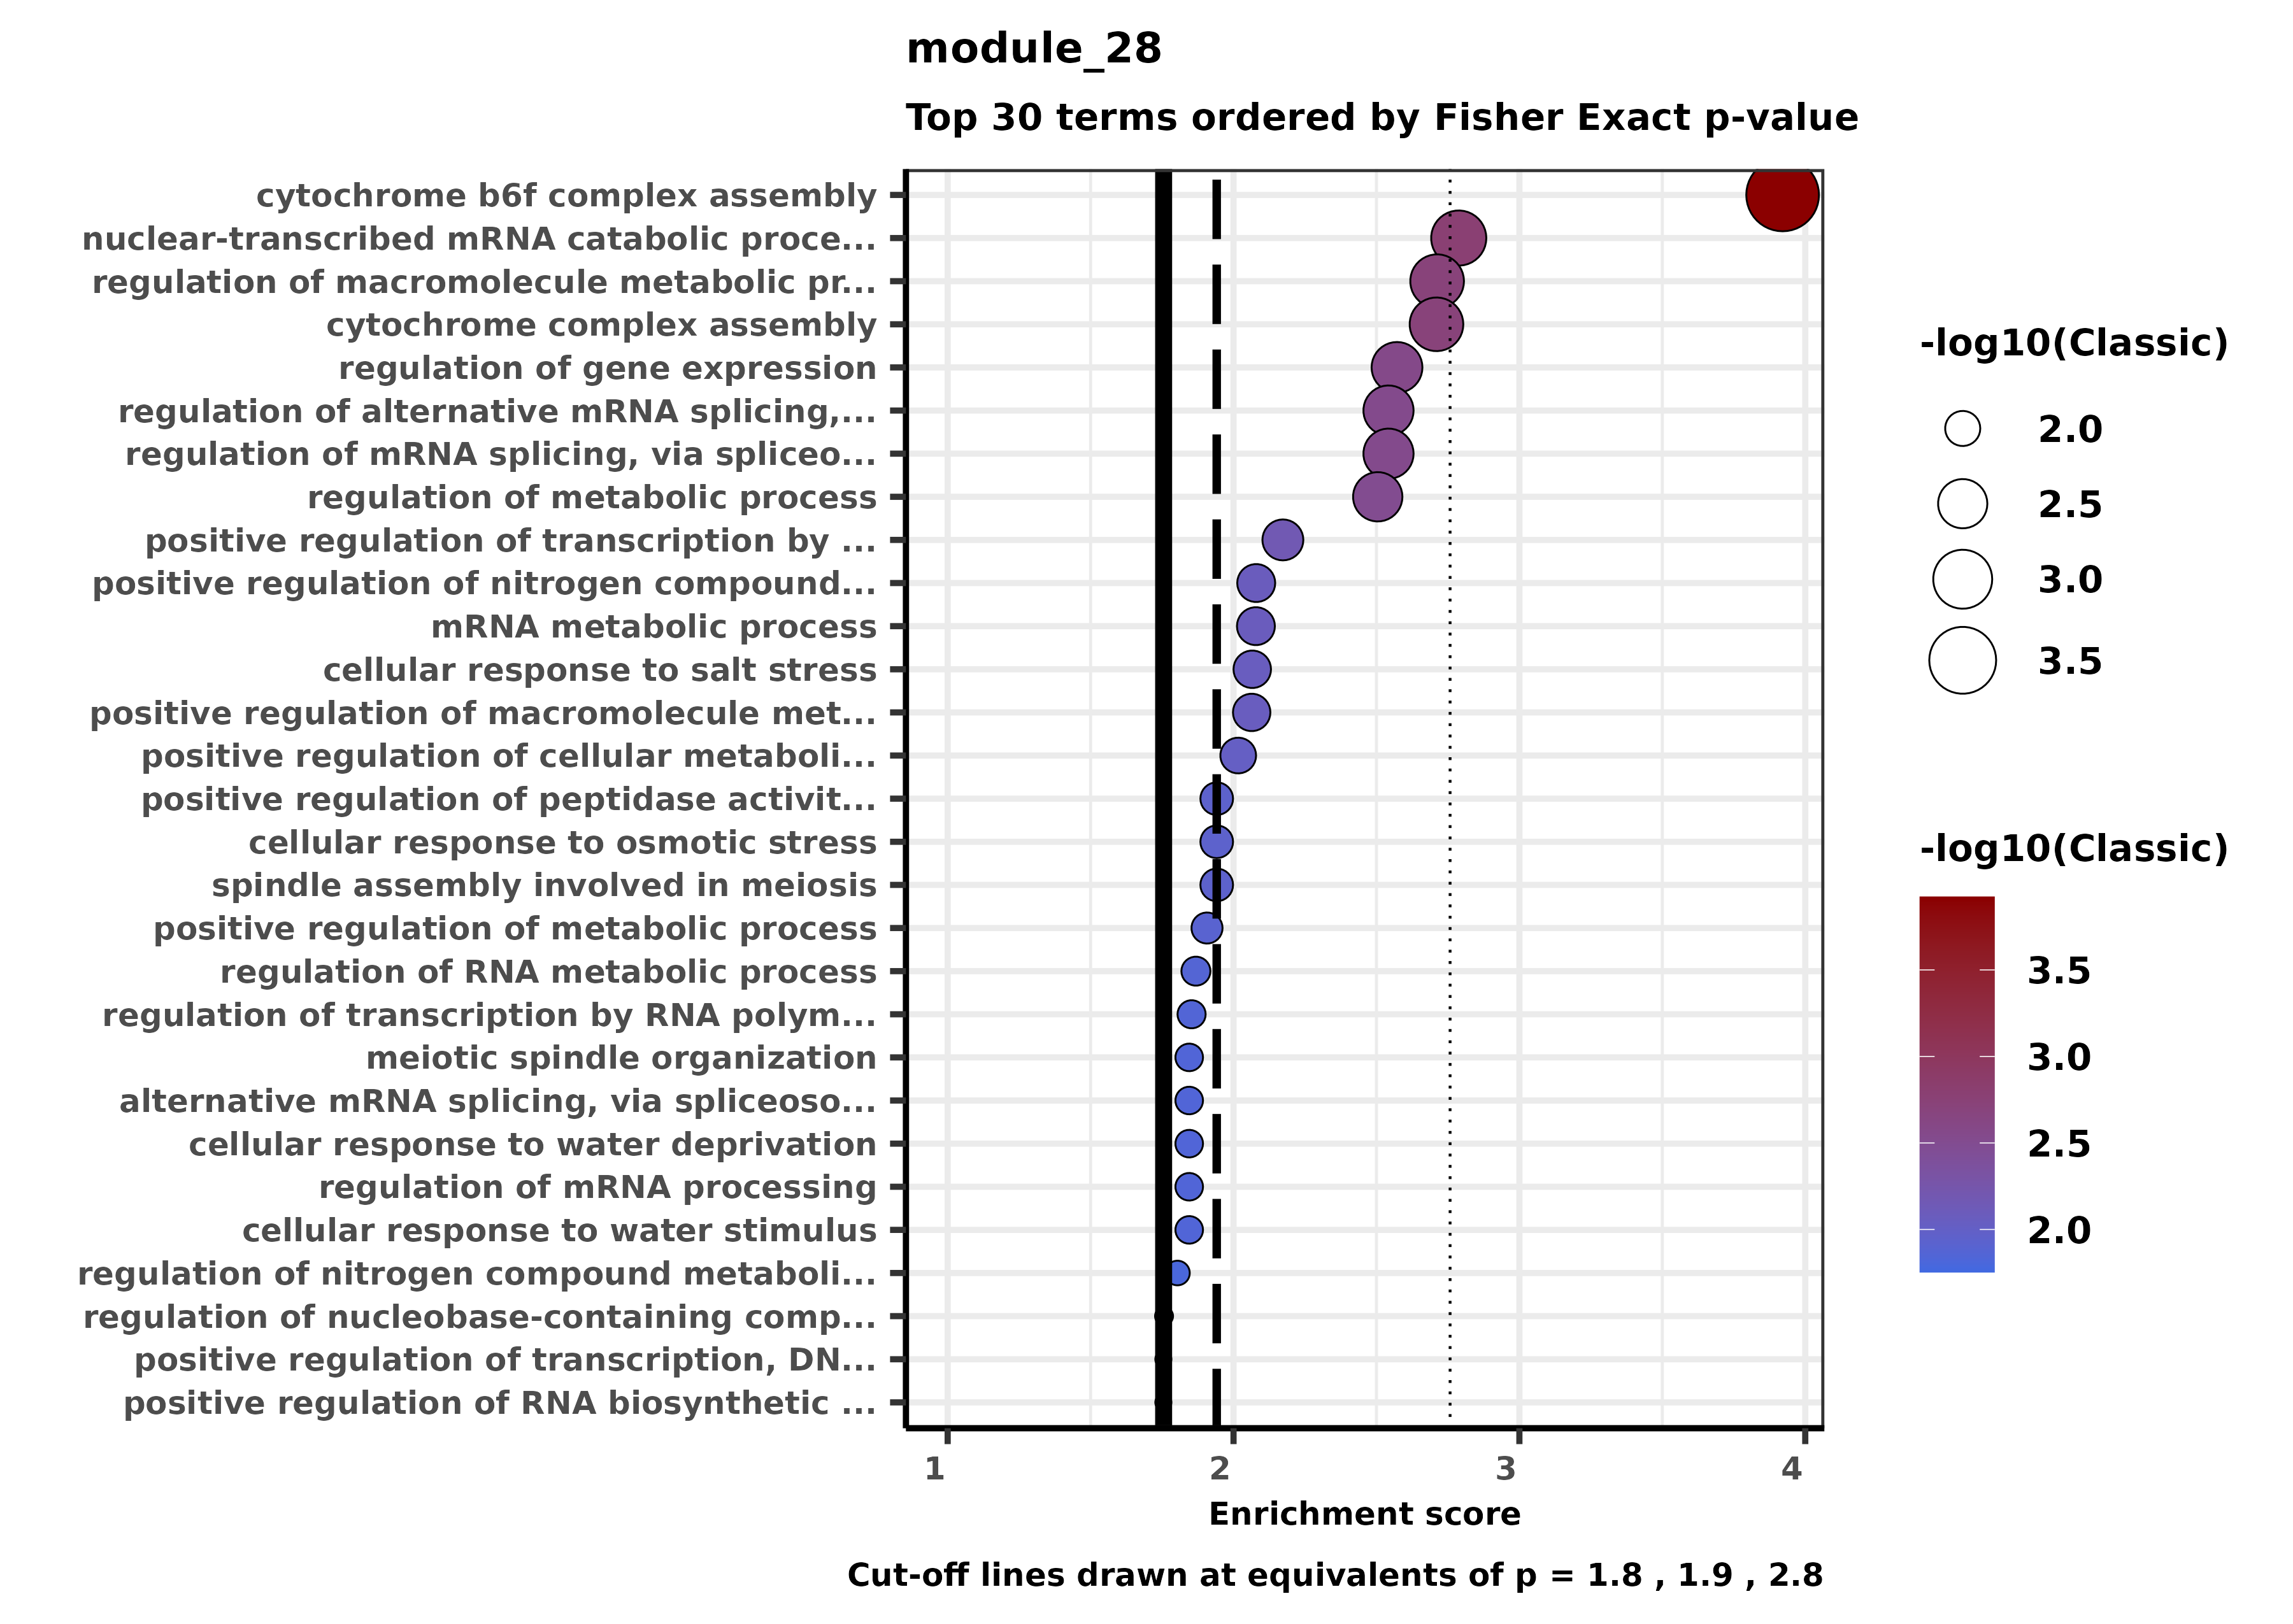 module_28
Top 30 terms ordered by Fisher Exact p-value
cytochrome b6f complex assembly
nuclear-transcribed mRNA catabolic proce...
regulation of macromolecule metabolic pr...
cytochrome complex assembly
regulation of gene expression
regulation of alternative mRNA splicing,...
regulation of mRNA splicing, via spliceo...
regulation of metabolic process
positive regulation of transcription by ...
positive regulation of nitrogen compound...
mRNA metabolic process
cellular response to salt stress
positive regulation of macromolecule met...
positive regulation of cellular metaboli...
positive regulation of peptidase activit...
cellular response to osmotic stress
spindle assembly involved in meiosis
positive regulation of metabolic process
regulation of RNA metabolic process
regulation of transcription by RNA polym...
meiotic spindle organization
alternative mRNA splicing, via spliceoso...
cellular response to water deprivation
regulation of mRNA processing
cellular response to water stimulus
regulation of nitrogen compound metaboli...
regulation of nucleobase-containing comp...
positive regulation of transcription, DN...
positive regulation of RNA biosynthetic ...
1 2 3 4
Enrichment score
Cut-off lines drawn at equivalents of p = 1.8 , 1.9 , 2.8
-log10(Classic)
2.0
2.5
3.0
3.5
-log10(Classic)
3.5
3.0
2.5
2.0